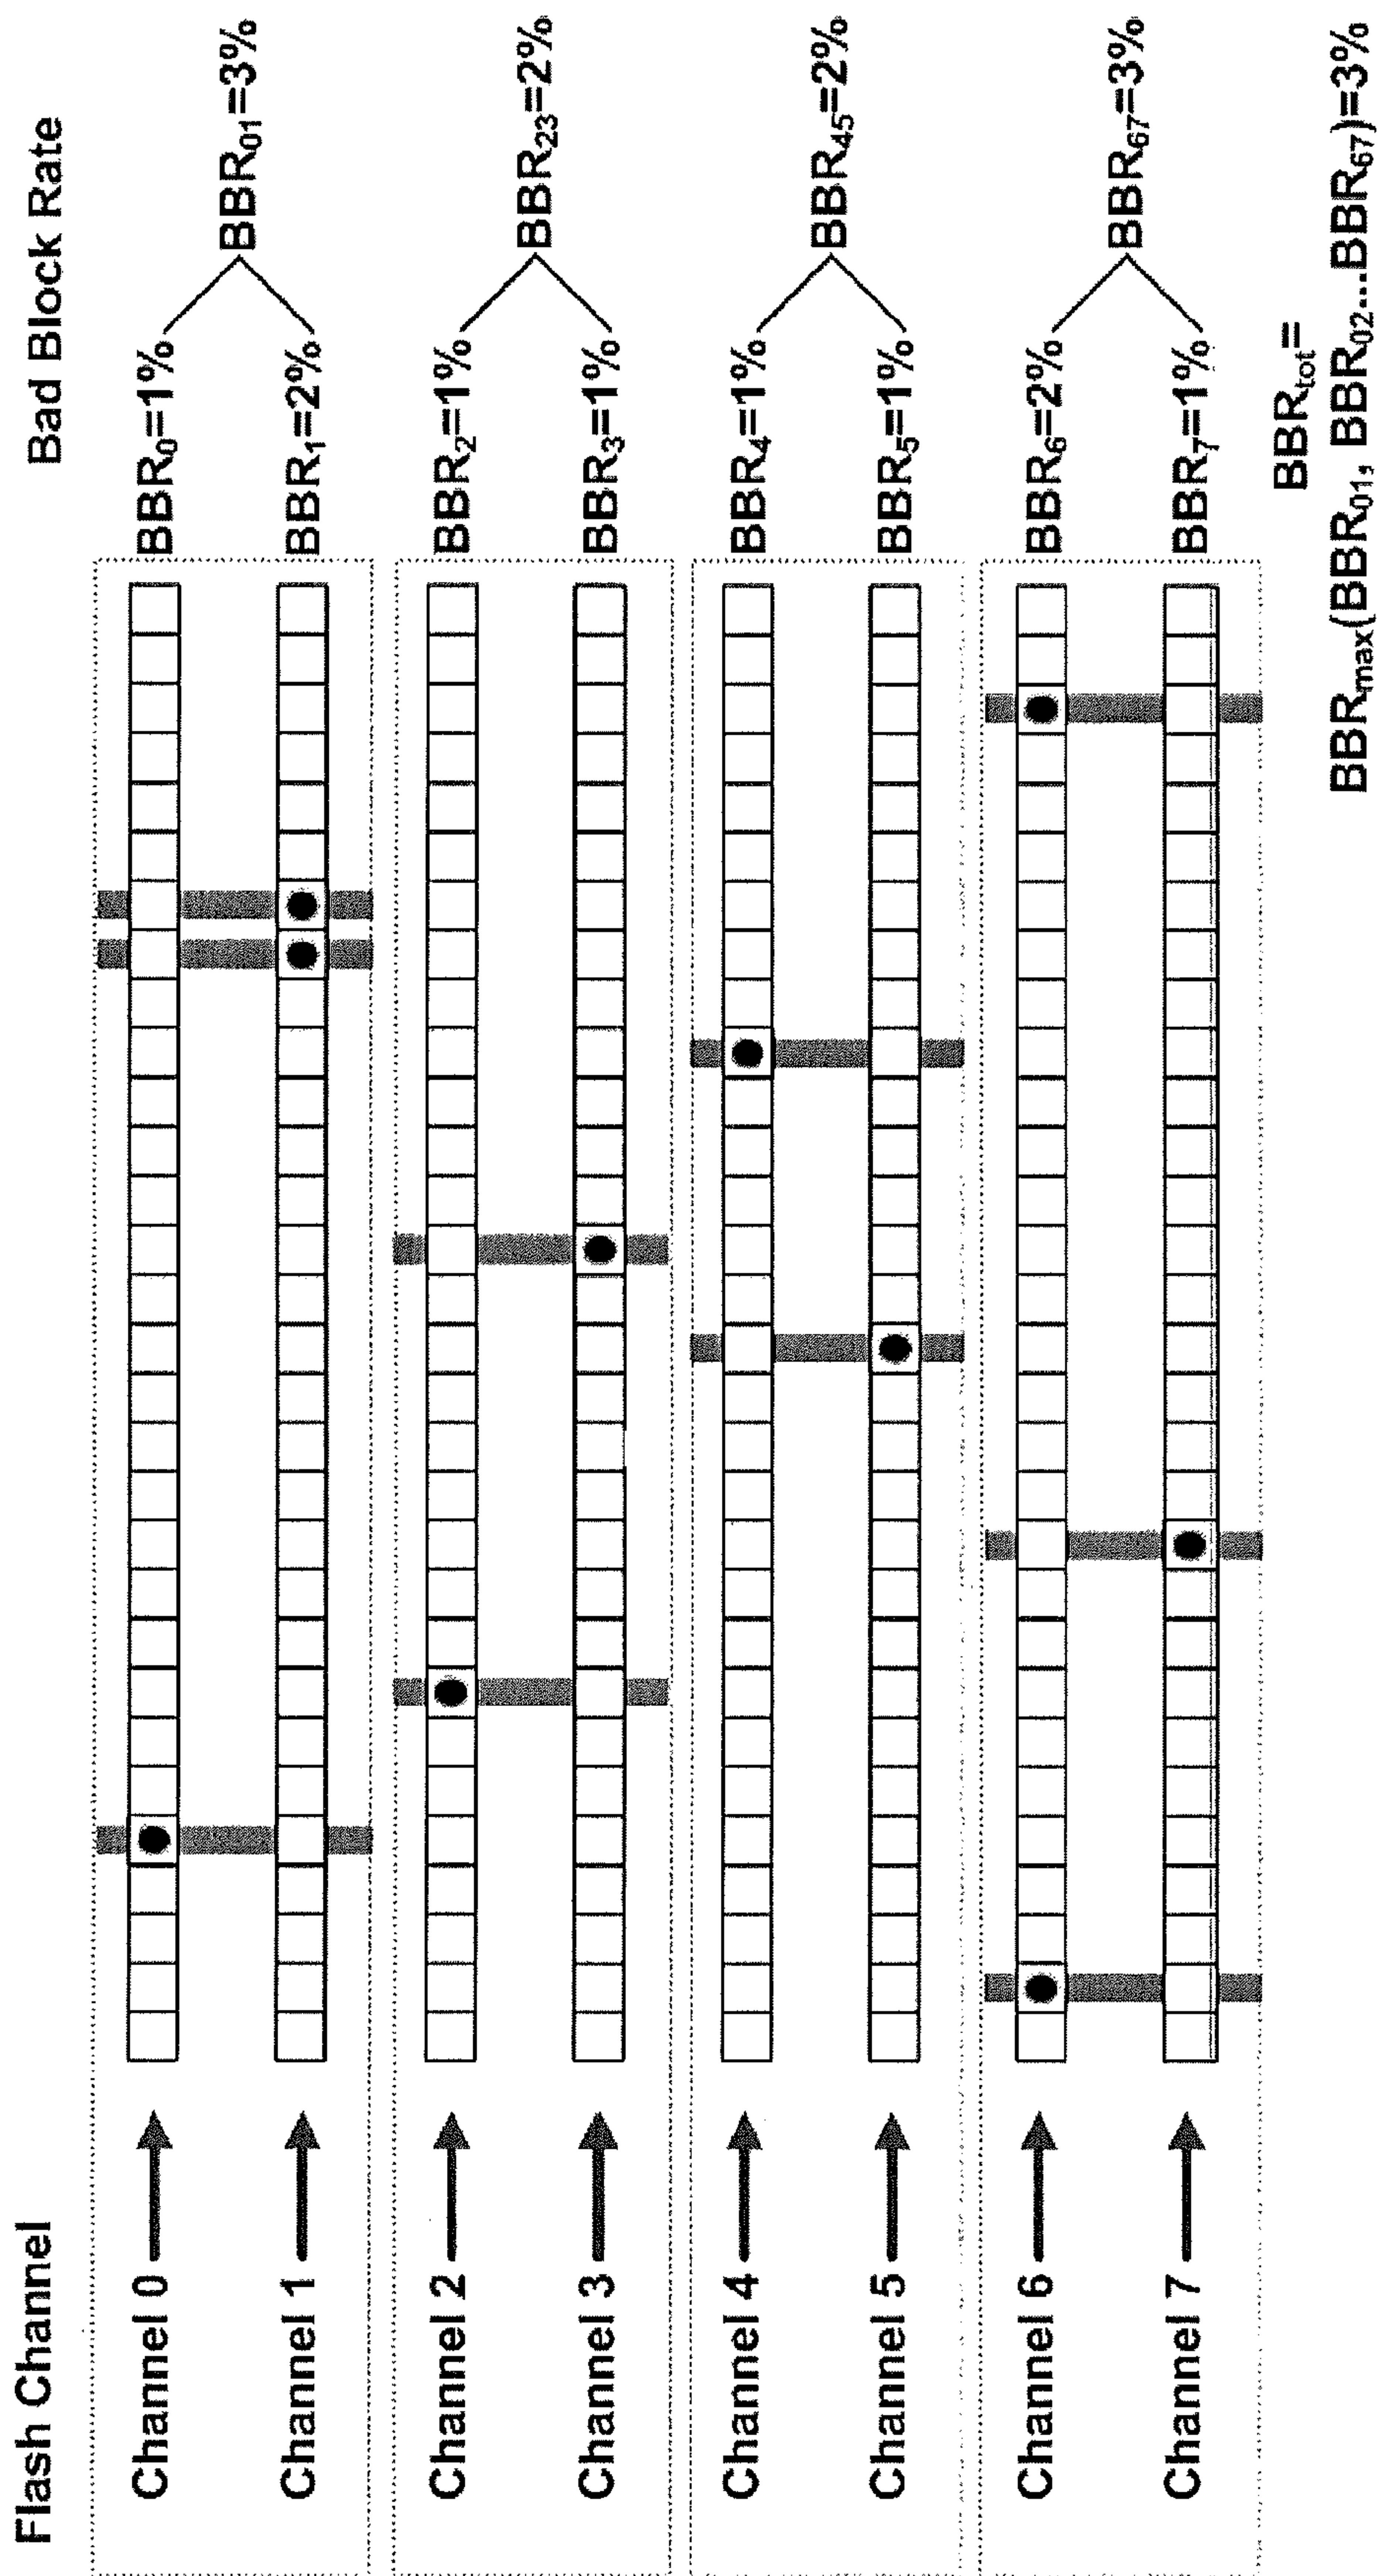 Flash Channel
Bad Block Rate
Channel 0
BBR₀=1%
BBR₀₁=3%
Channel 1
BBR₁=2%
Channel 2
BBR₂=1%
BBR₂₃=2%
Channel 3
BBR₃=1%
Channel 4
BBR₄=1%
BBR₄₅=2%
Channel 5
BBR₅=1%
Channel 6
BBR₆=2%
BBR₆₇=3%
Channel 7
BBR₇=1%
BBRtot=
BBRmax(BBR₀₁, BBR₀₂...BBR₆₇)=3%